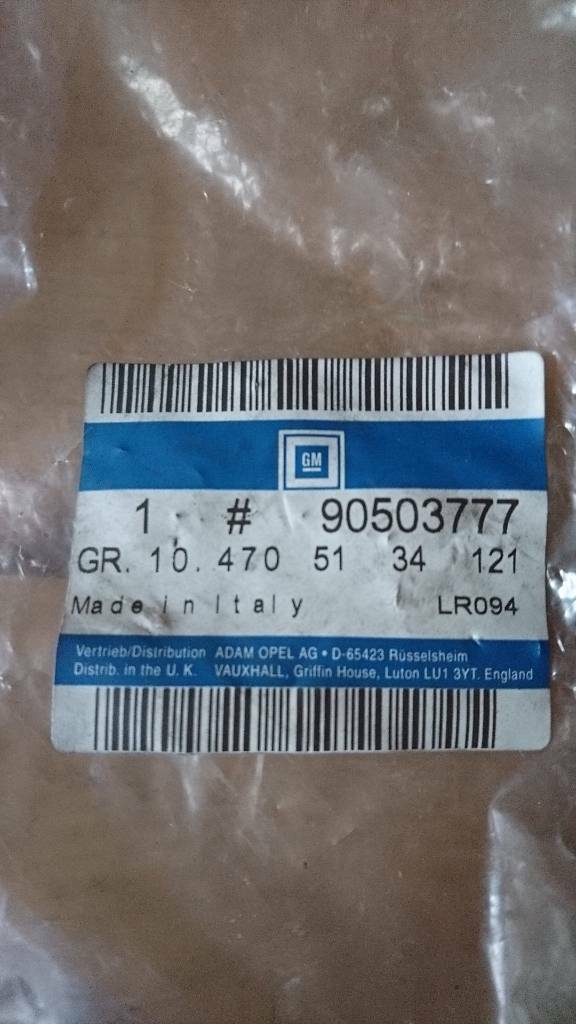 GM
1 # 90503777
GR. 10. 470 51 34 121
Made in Italy LR094
Vertrieb/Distribution ADAM OPEL AG • D-65423 Rüsselsheim
Distrib. in the U. K. VAUXHALL, Griffin House, Luton LU1 3YT. England